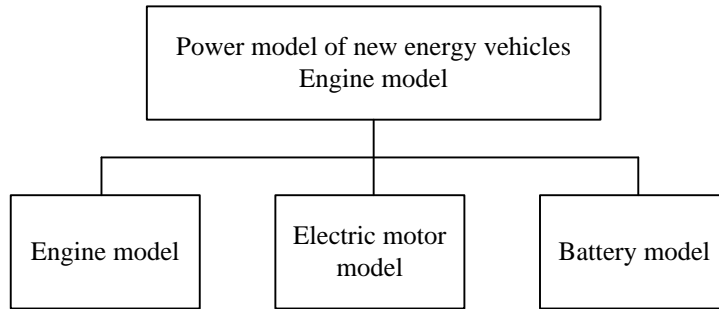 Power model of new energy vehicles
Engine model
Engine model
Electric motor
model
Battery model